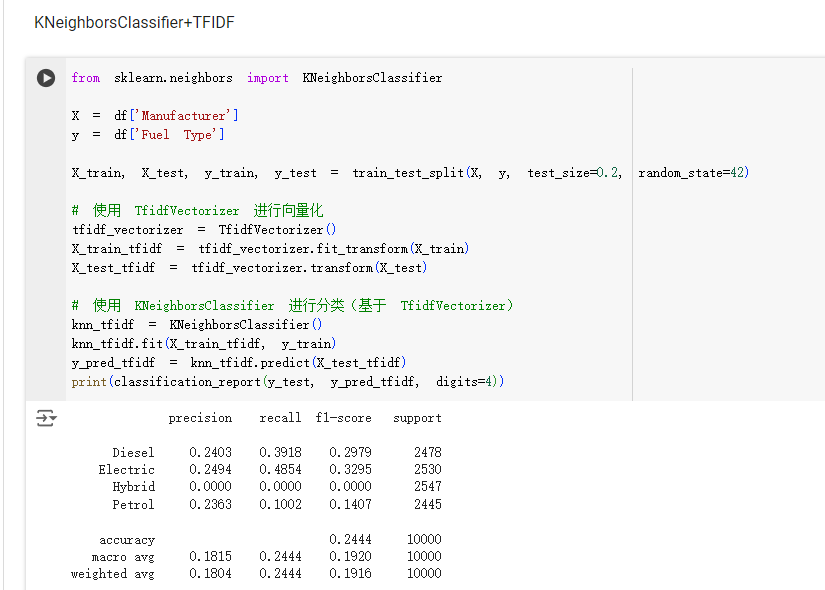 KNeighborsClassifier+TFIDF
from sklearn.neighbors import KNeighborsClassifier
X = df['Manufacturer']
y = df['Fuel Type']
X_train, X_test, y_train, y_test = train_test_split(X, y, test_size=0.2, random_state=42)
# 使用 TfidfVectorizer 进行向量化
tfidf_vectorizer = TfidfVectorizer()
X_train_tfidf = tfidf_vectorizer.fit_transform(X_train)
X_test_tfidf = tfidf_vectorizer.transform(X_test)
# 使用 KNeighborsClassifier 进行分类（基于 TfidfVectorizer）
knn_tfidf = KNeighborsClassifier()
knn_tfidf.fit(X_train_tfidf, y_train)
y_pred_tfidf = knn_tfidf.predict(X_test_tfidf)
print(classification_report(y_test, y_pred_tfidf, digits=4))
precision recall f1-score support
Diesel 0.2403 0.3918 0.2979 2478
Electric 0.2494 0.4854 0.3295 2530
Hybrid 0.0000 0.0000 0.0000 2547
Petrol 0.2363 0.1002 0.1407 2445
accuracy 0.2444 10000
macro avg 0.1815 0.2444 0.1920 10000
weighted avg 0.1804 0.2444 0.1916 10000